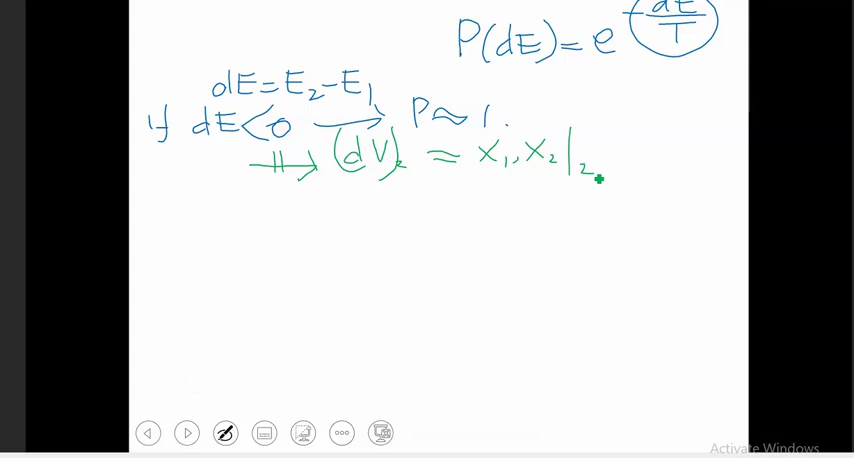 P(dE) = e^{-dE/T}
dE = E₂ - E₁
if dE < 0 → P ≈ 1.
(dV)₂ ≈ X₁, X₂|₂
Activate Windows